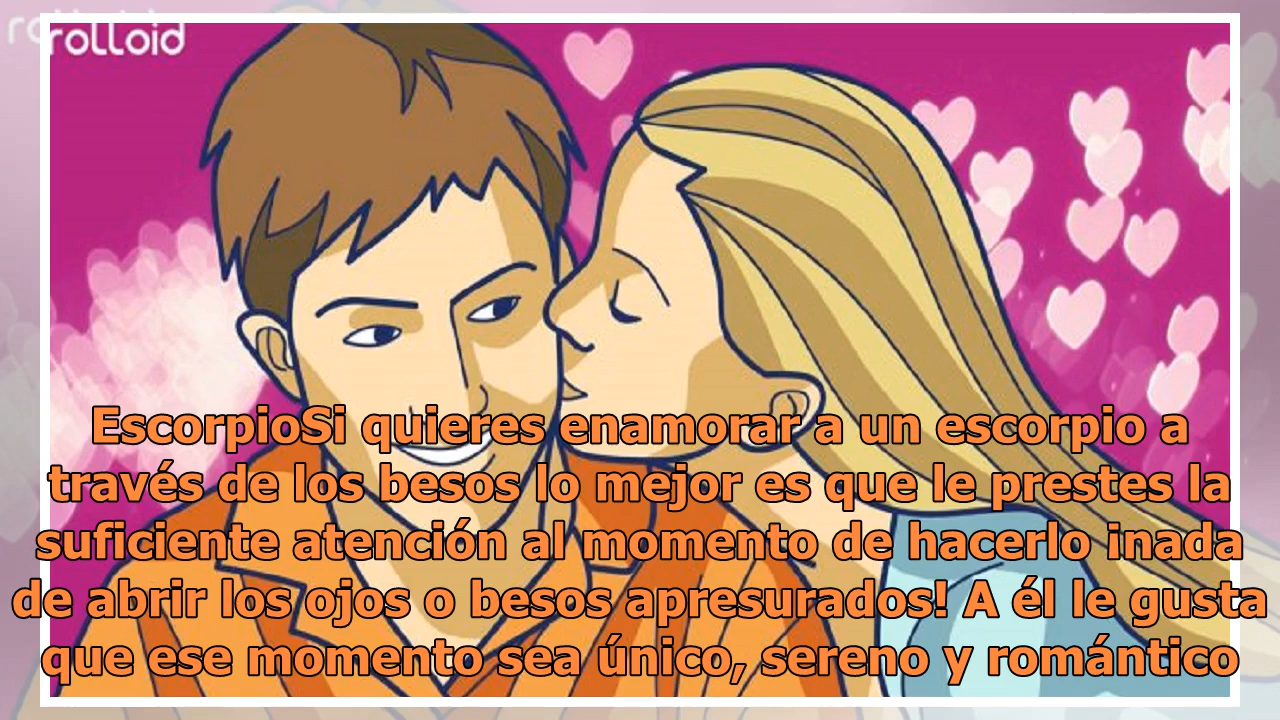 rolloid
EscorpioSi quieres enamorar a un escorpio a
través de los besos lo mejor es que le prestes la
suficiente atención al momento de hacerlo inada
de abrir los ojos o besos apresurados! A él le gusta
que ese momento sea único, sereno y romántico